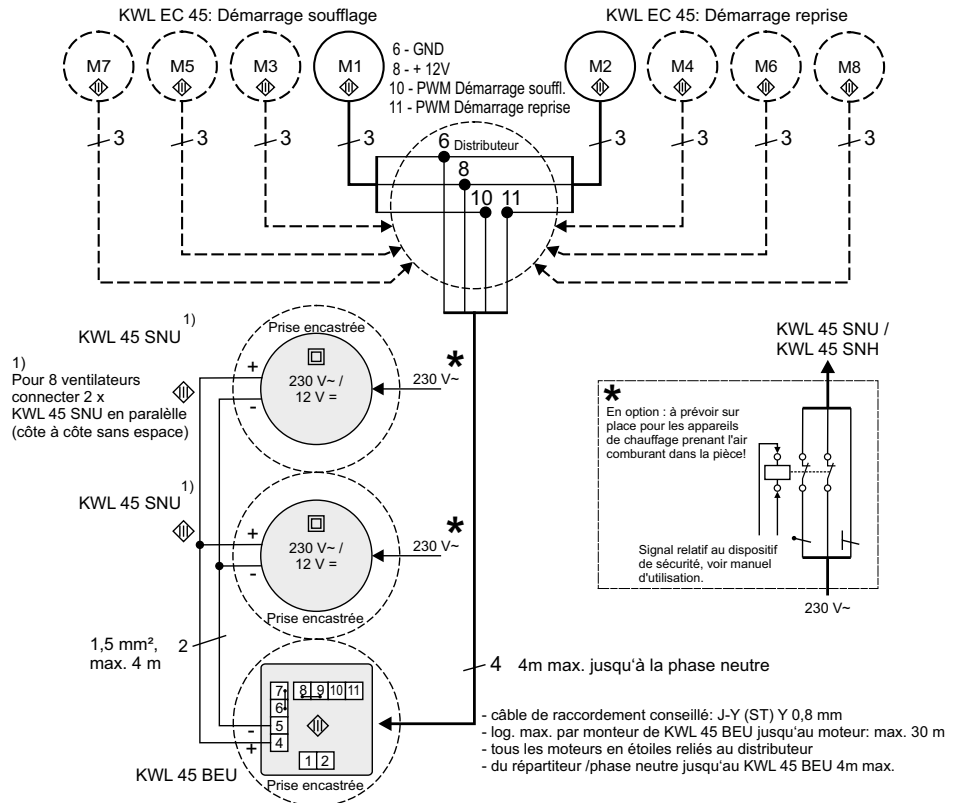 KWL EC 45: Démarrage soufflage
KWL EC 45: Démarrage reprise
M7
M5
M3
M1
6 - GND
8 - + 12V
10 - PWM Démarrage souffl.
11 - PWM Démarrage reprise
M2
M4
M6
M8
3
3
3
3
3
3
3
3
6
Distributeur
8
10
11
KWL 45 SNU 1)
Prise encastrée
1)
Pour 8 ventilateurs
connecter 2 x
KWL 45 SNU en paralèlle
(côte à côte sans espace)
+
-
230 V~ /
12 V =
*
230 V~
KWL 45 SNU 1)
+
-
230 V~ /
12 V =
*
230 V~
Prise encastrée
KWL 45 SNU /
KWL 45 SNH
*
En option : à prévoir sur
place pour les appareils
de chauffage prenant l'air
comburant dans la pièce!
Signal relatif au dispositif
de sécurité, voir manuel
d'utilisation.
230 V~
1,5 mm²,
max. 4 m
2
4
4m max. jusqu'à la phase neutre
7
6
5
4
8 9 10 11
1 2
-
+
KWL 45 BEU
Prise encastrée
- câble de raccordement conseillé: J-Y (ST) Y 0,8 mm
- log. max. par monteur de KWL 45 BEU jusqu'au moteur: max. 30 m
- tous les moteurs en étoiles reliés au distributeur
- du répartiteur /phase neutre jusqu'au KWL 45 BEU 4m max.